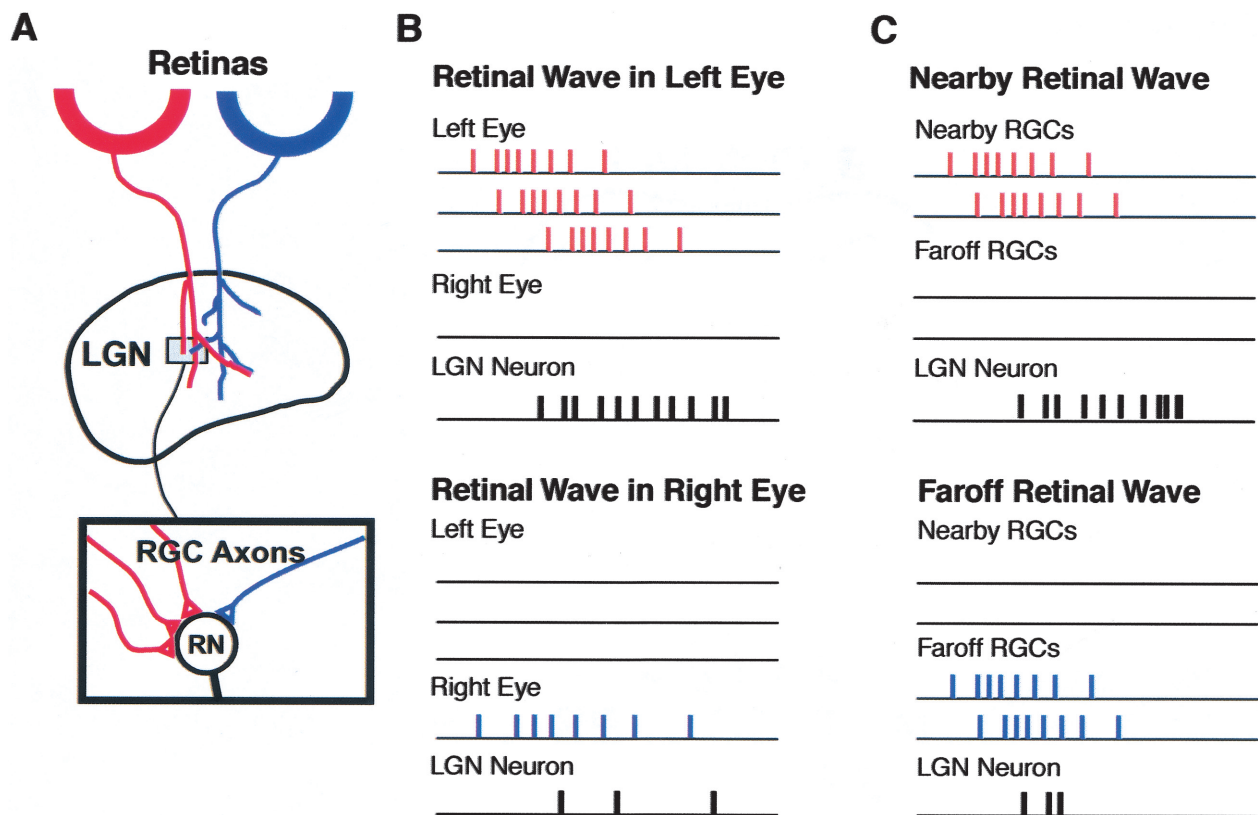 A
Retinas
LGN
RGC Axons
RN
B
Retinal Wave in Left Eye
Left Eye
Right Eye
LGN Neuron
Retinal Wave in Right Eye
Left Eye
Right Eye
LGN Neuron
C
Nearby Retinal Wave
Nearby RGCs
Faroff RGCs
LGN Neuron
Faroff Retinal Wave
Nearby RGCs
Faroff RGCs
LGN Neuron